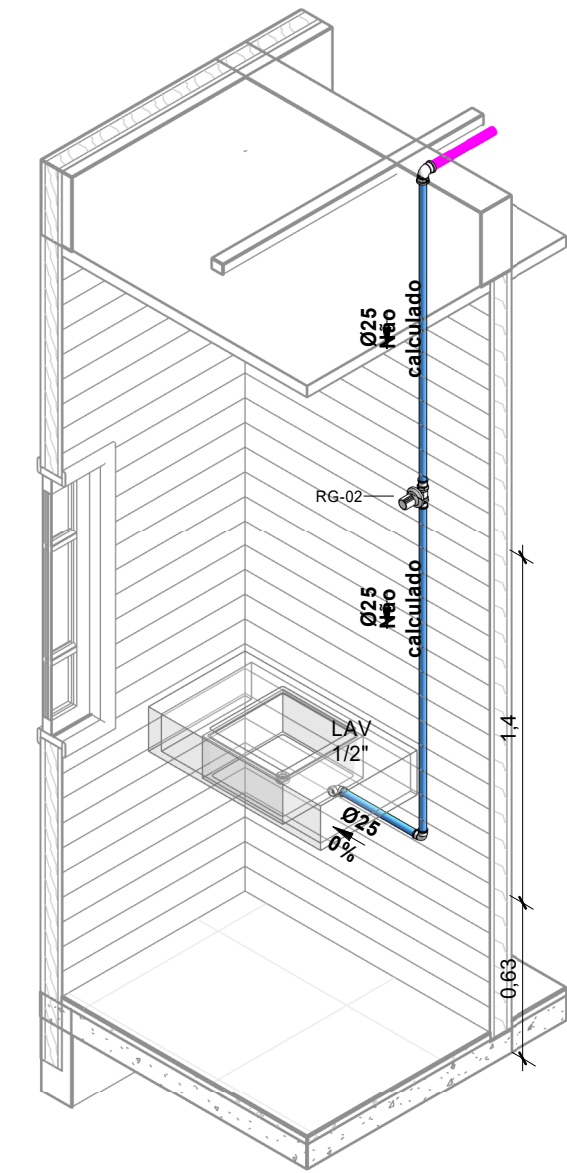 Ø25
Não
calculado
RG-02
Ø25
Não
calculado
1,4
LAV
1/2"
Ø25
0%
0,63